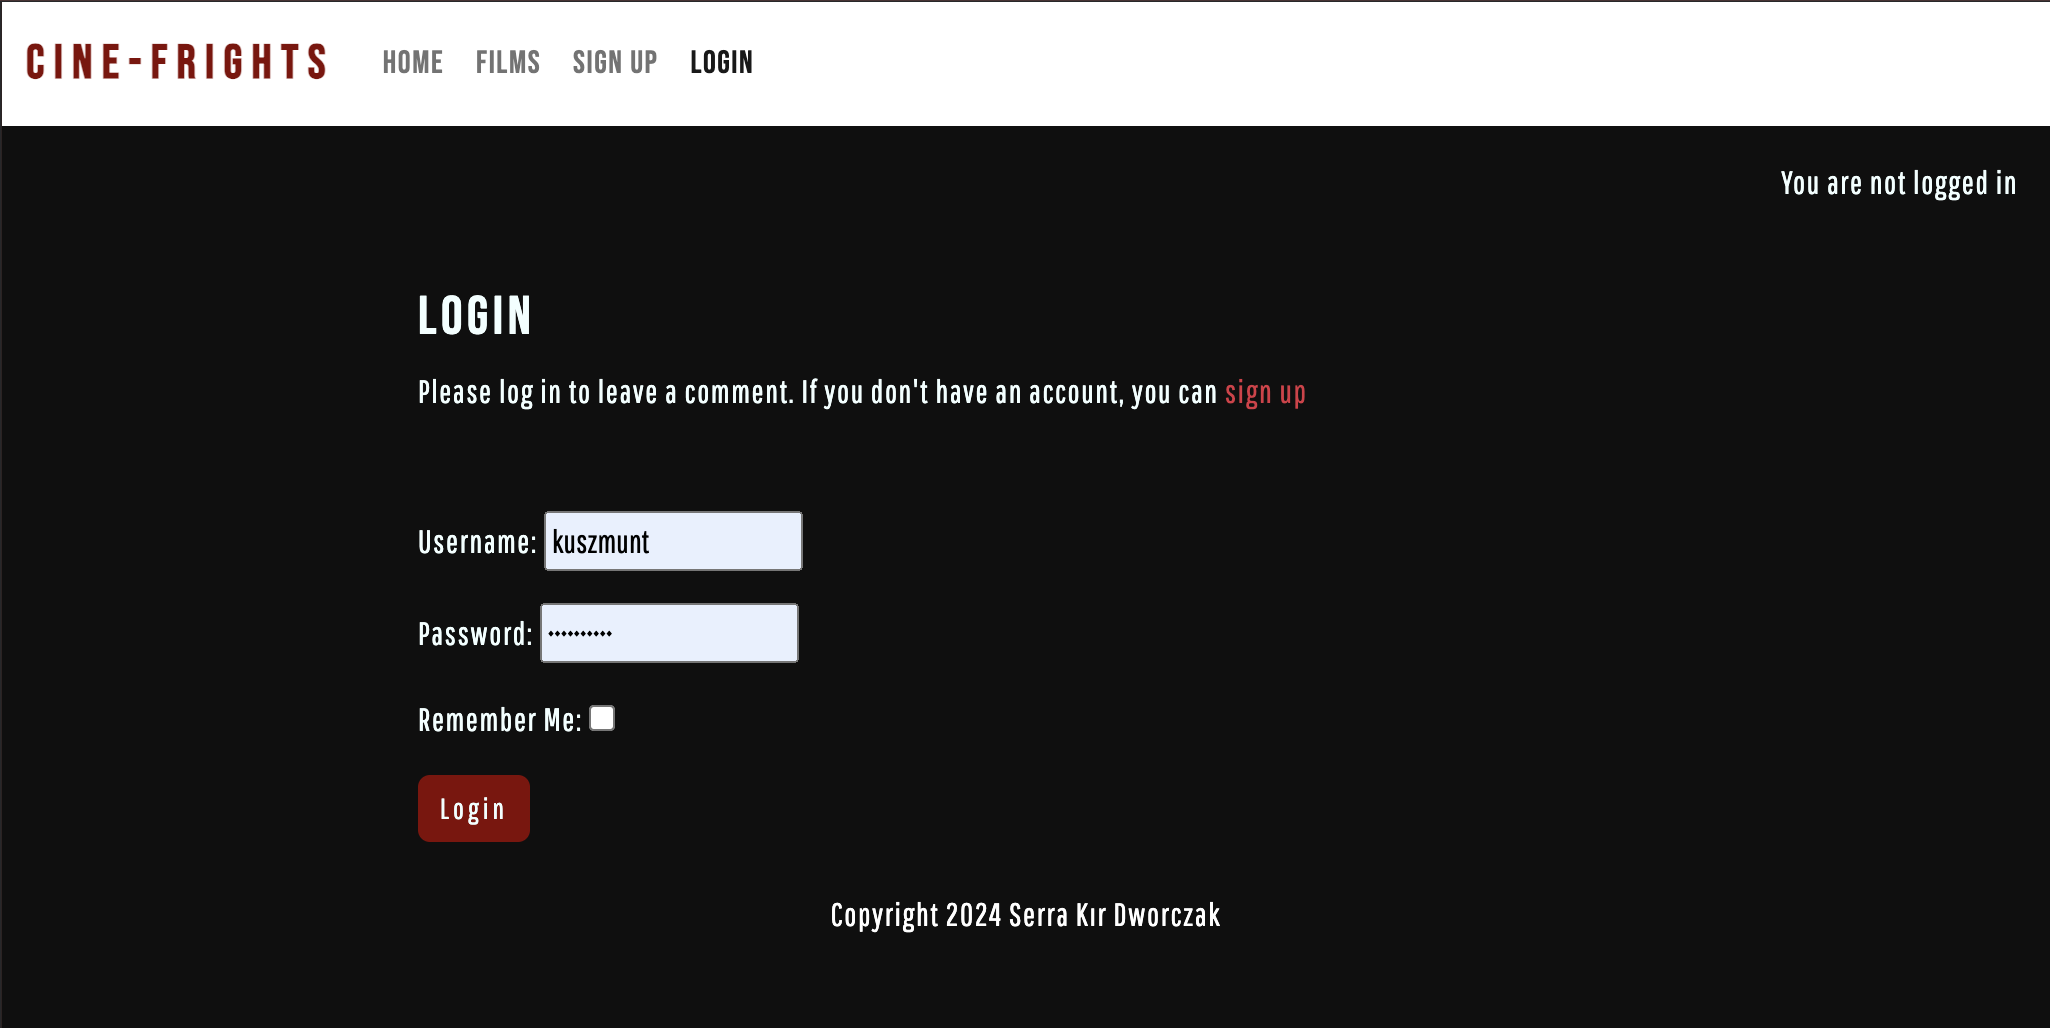 CINE-FRIGHTS HOME FILMS SIGN UP LOGIN
You are not logged in
LOGIN
Please log in to leave a comment. If you don't have an account, you can sign up
Username: kuszmunt
Password: ··········
Remember Me:
Login
Copyright 2024 Serra Kır Dworczak